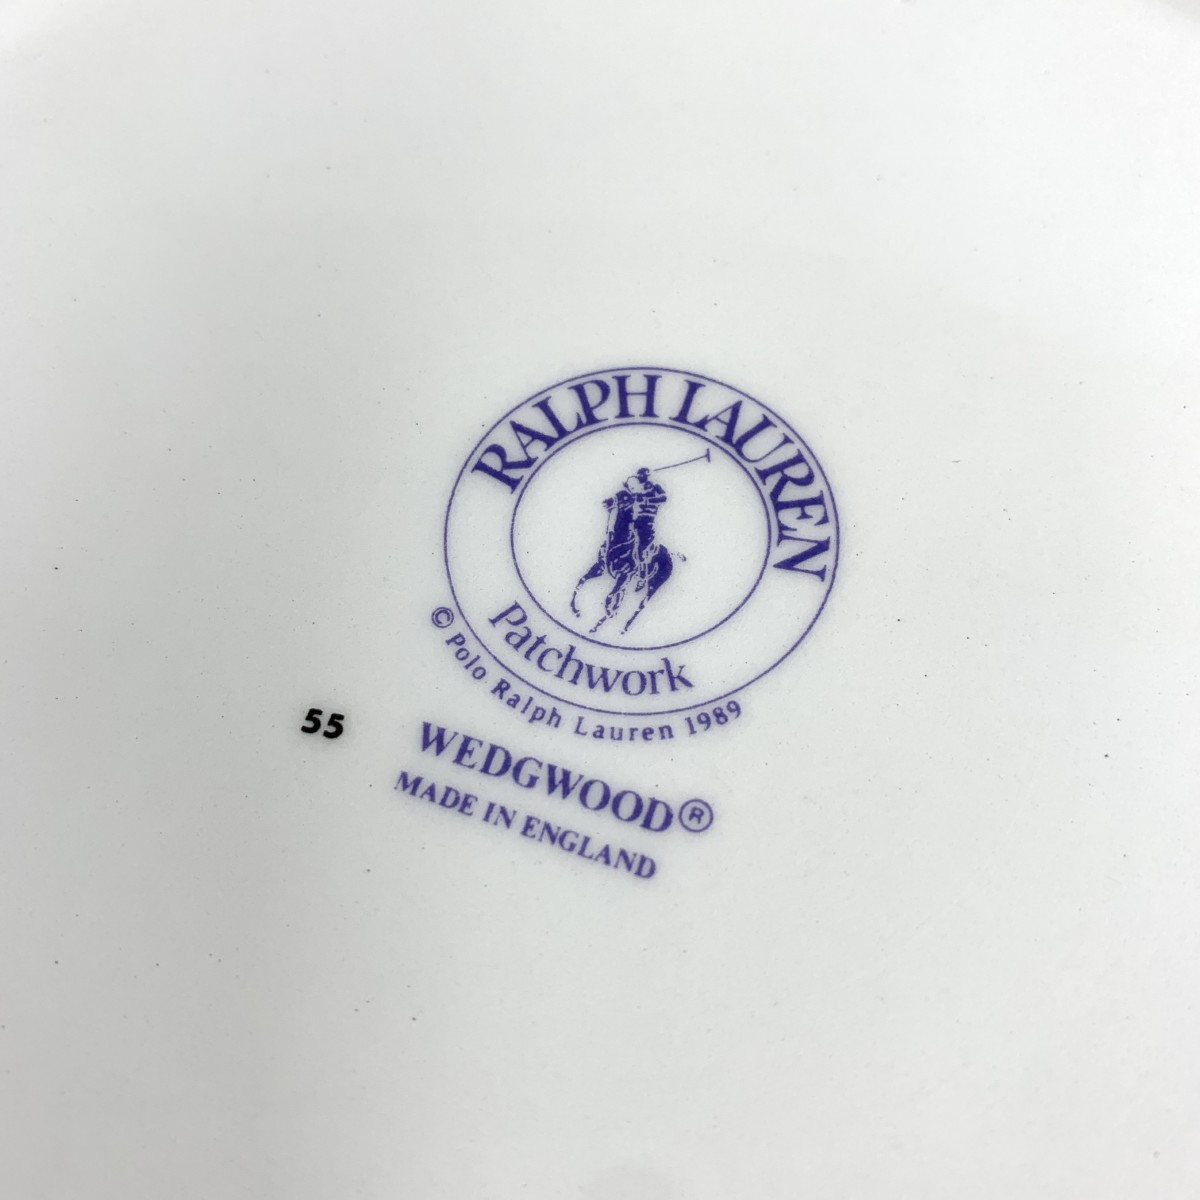 RALPH LAUREN
Patchwork
© Polo Ralph Lauren 1989
55
WEDGWOOD®
MADE IN ENGLAND